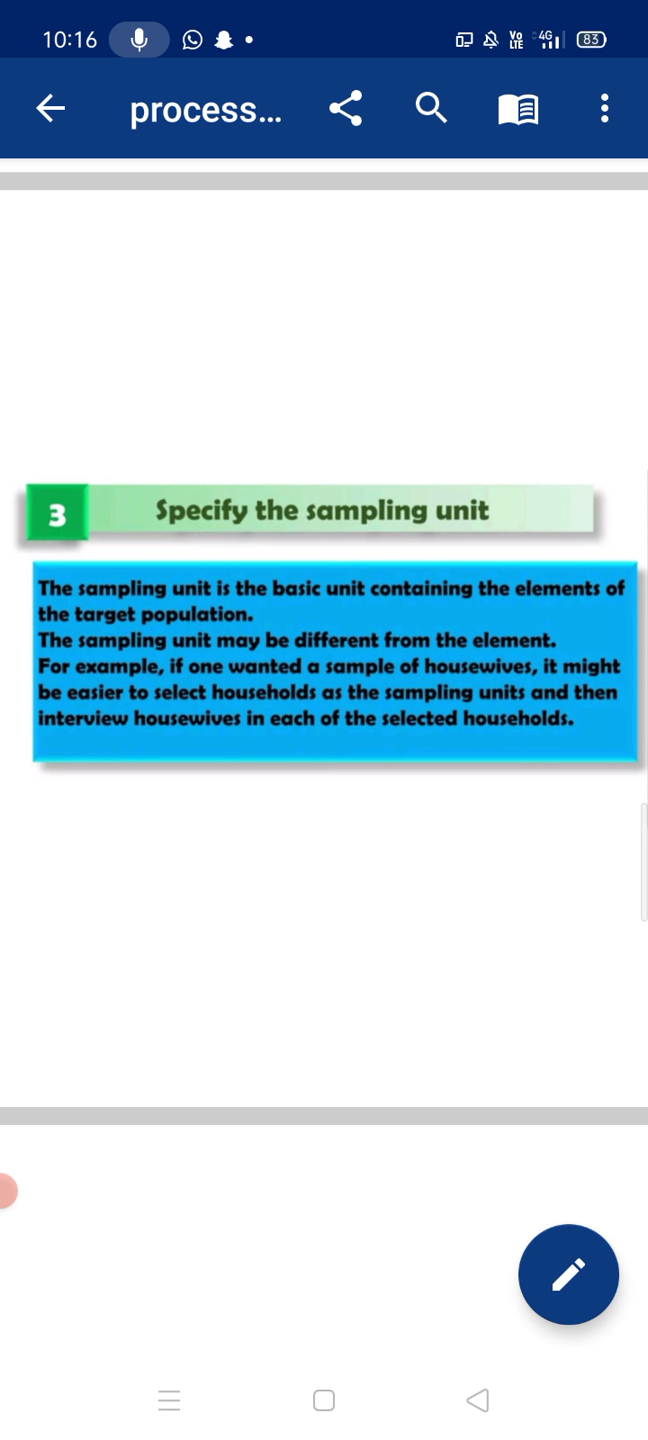 10:16
Vo
LTE
4G
83
process...
3
Specify the sampling unit
The sampling unit is the basic unit containing the elements of
the target population.
The sampling unit may be different from the element.
For example, if one wanted a sample of housewives, it might
be easier to select households as the sampling units and then
interview housewives in each of the selected households.